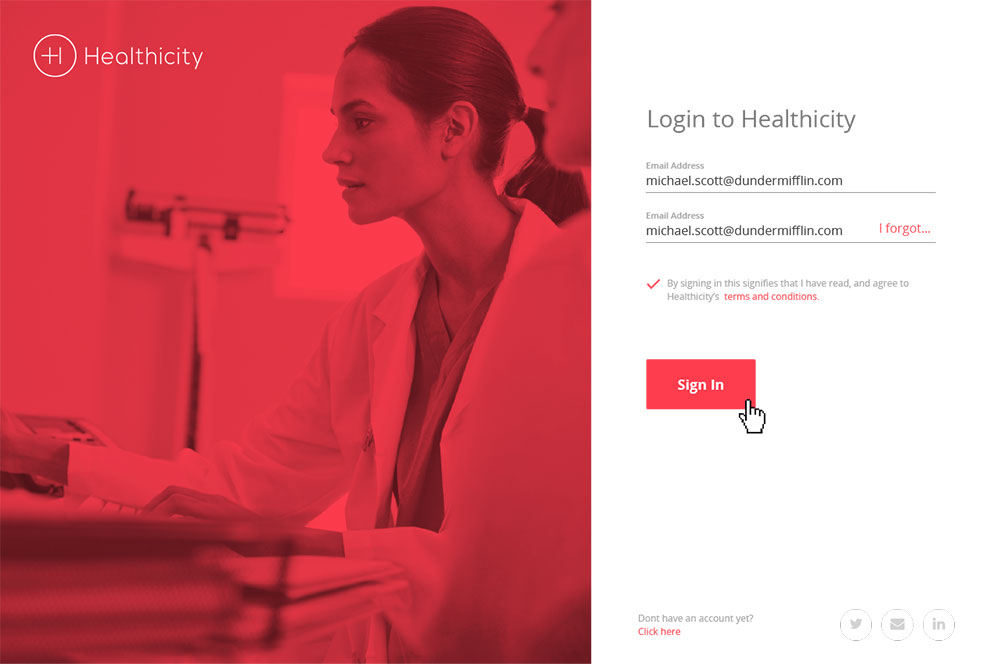 Healthicity
Login to Healthicity
Email Address
michael.scott@dundermifflin.com
Email Address
michael.scott@dundermifflin.com I forgot...
By signing in this signifies that I have read, and agree to
Healthicity's terms and conditions.
Sign In
Dont have an account yet?
Click here
in